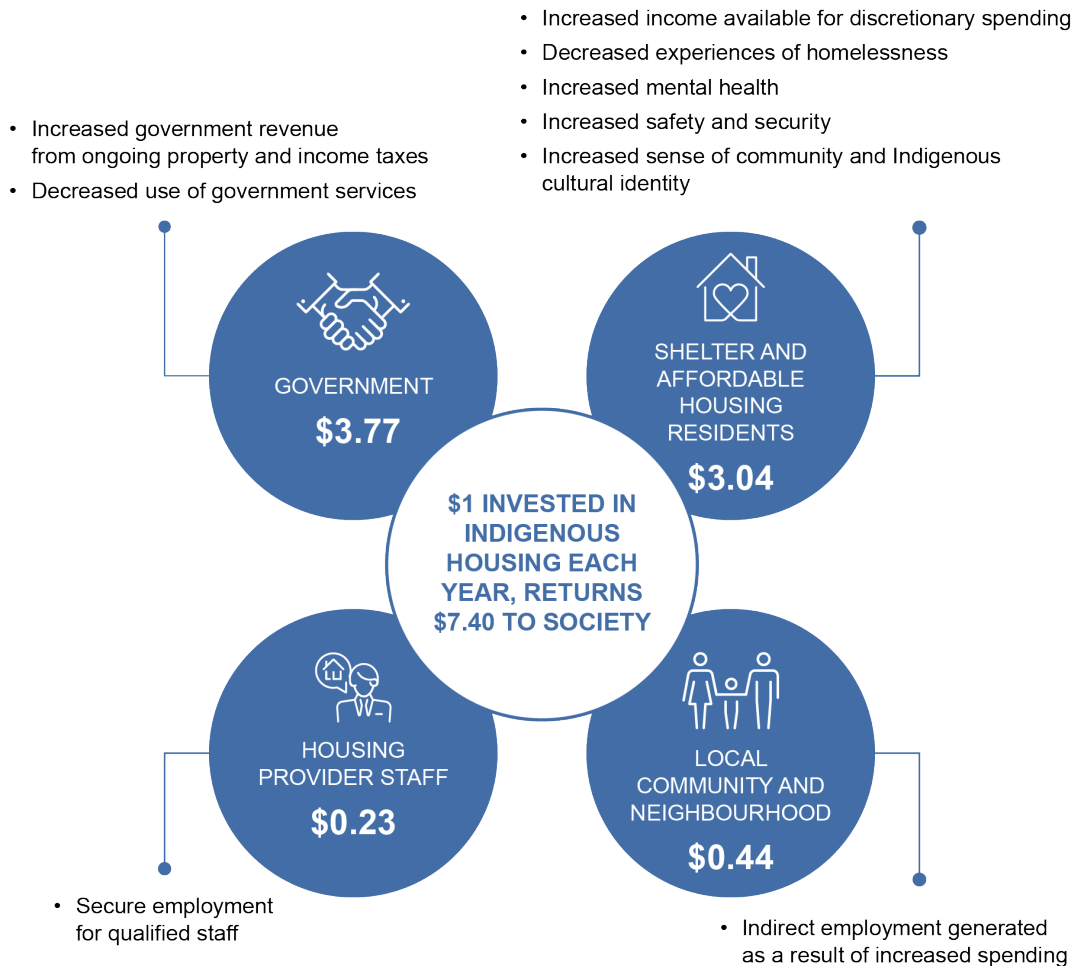 • Increased income available for discretionary spending
• Decreased experiences of homelessness
• Increased mental health
• Increased safety and security
• Increased sense of community and Indigenous
cultural identity
• Increased government revenue
from ongoing property and income taxes
• Decreased use of government services
GOVERNMENT
$3.77
SHELTER AND
AFFORDABLE
HOUSING
RESIDENTS
$3.04
$1 INVESTED IN
INDIGENOUS
HOUSING EACH
YEAR, RETURNS
$7.40 TO SOCIETY
HOUSING
PROVIDER STAFF
$0.23
LOCAL
COMMUNITY AND
NEIGHBOURHOOD
$0.44
• Secure employment
for qualified staff
• Indirect employment generated
as a result of increased spending